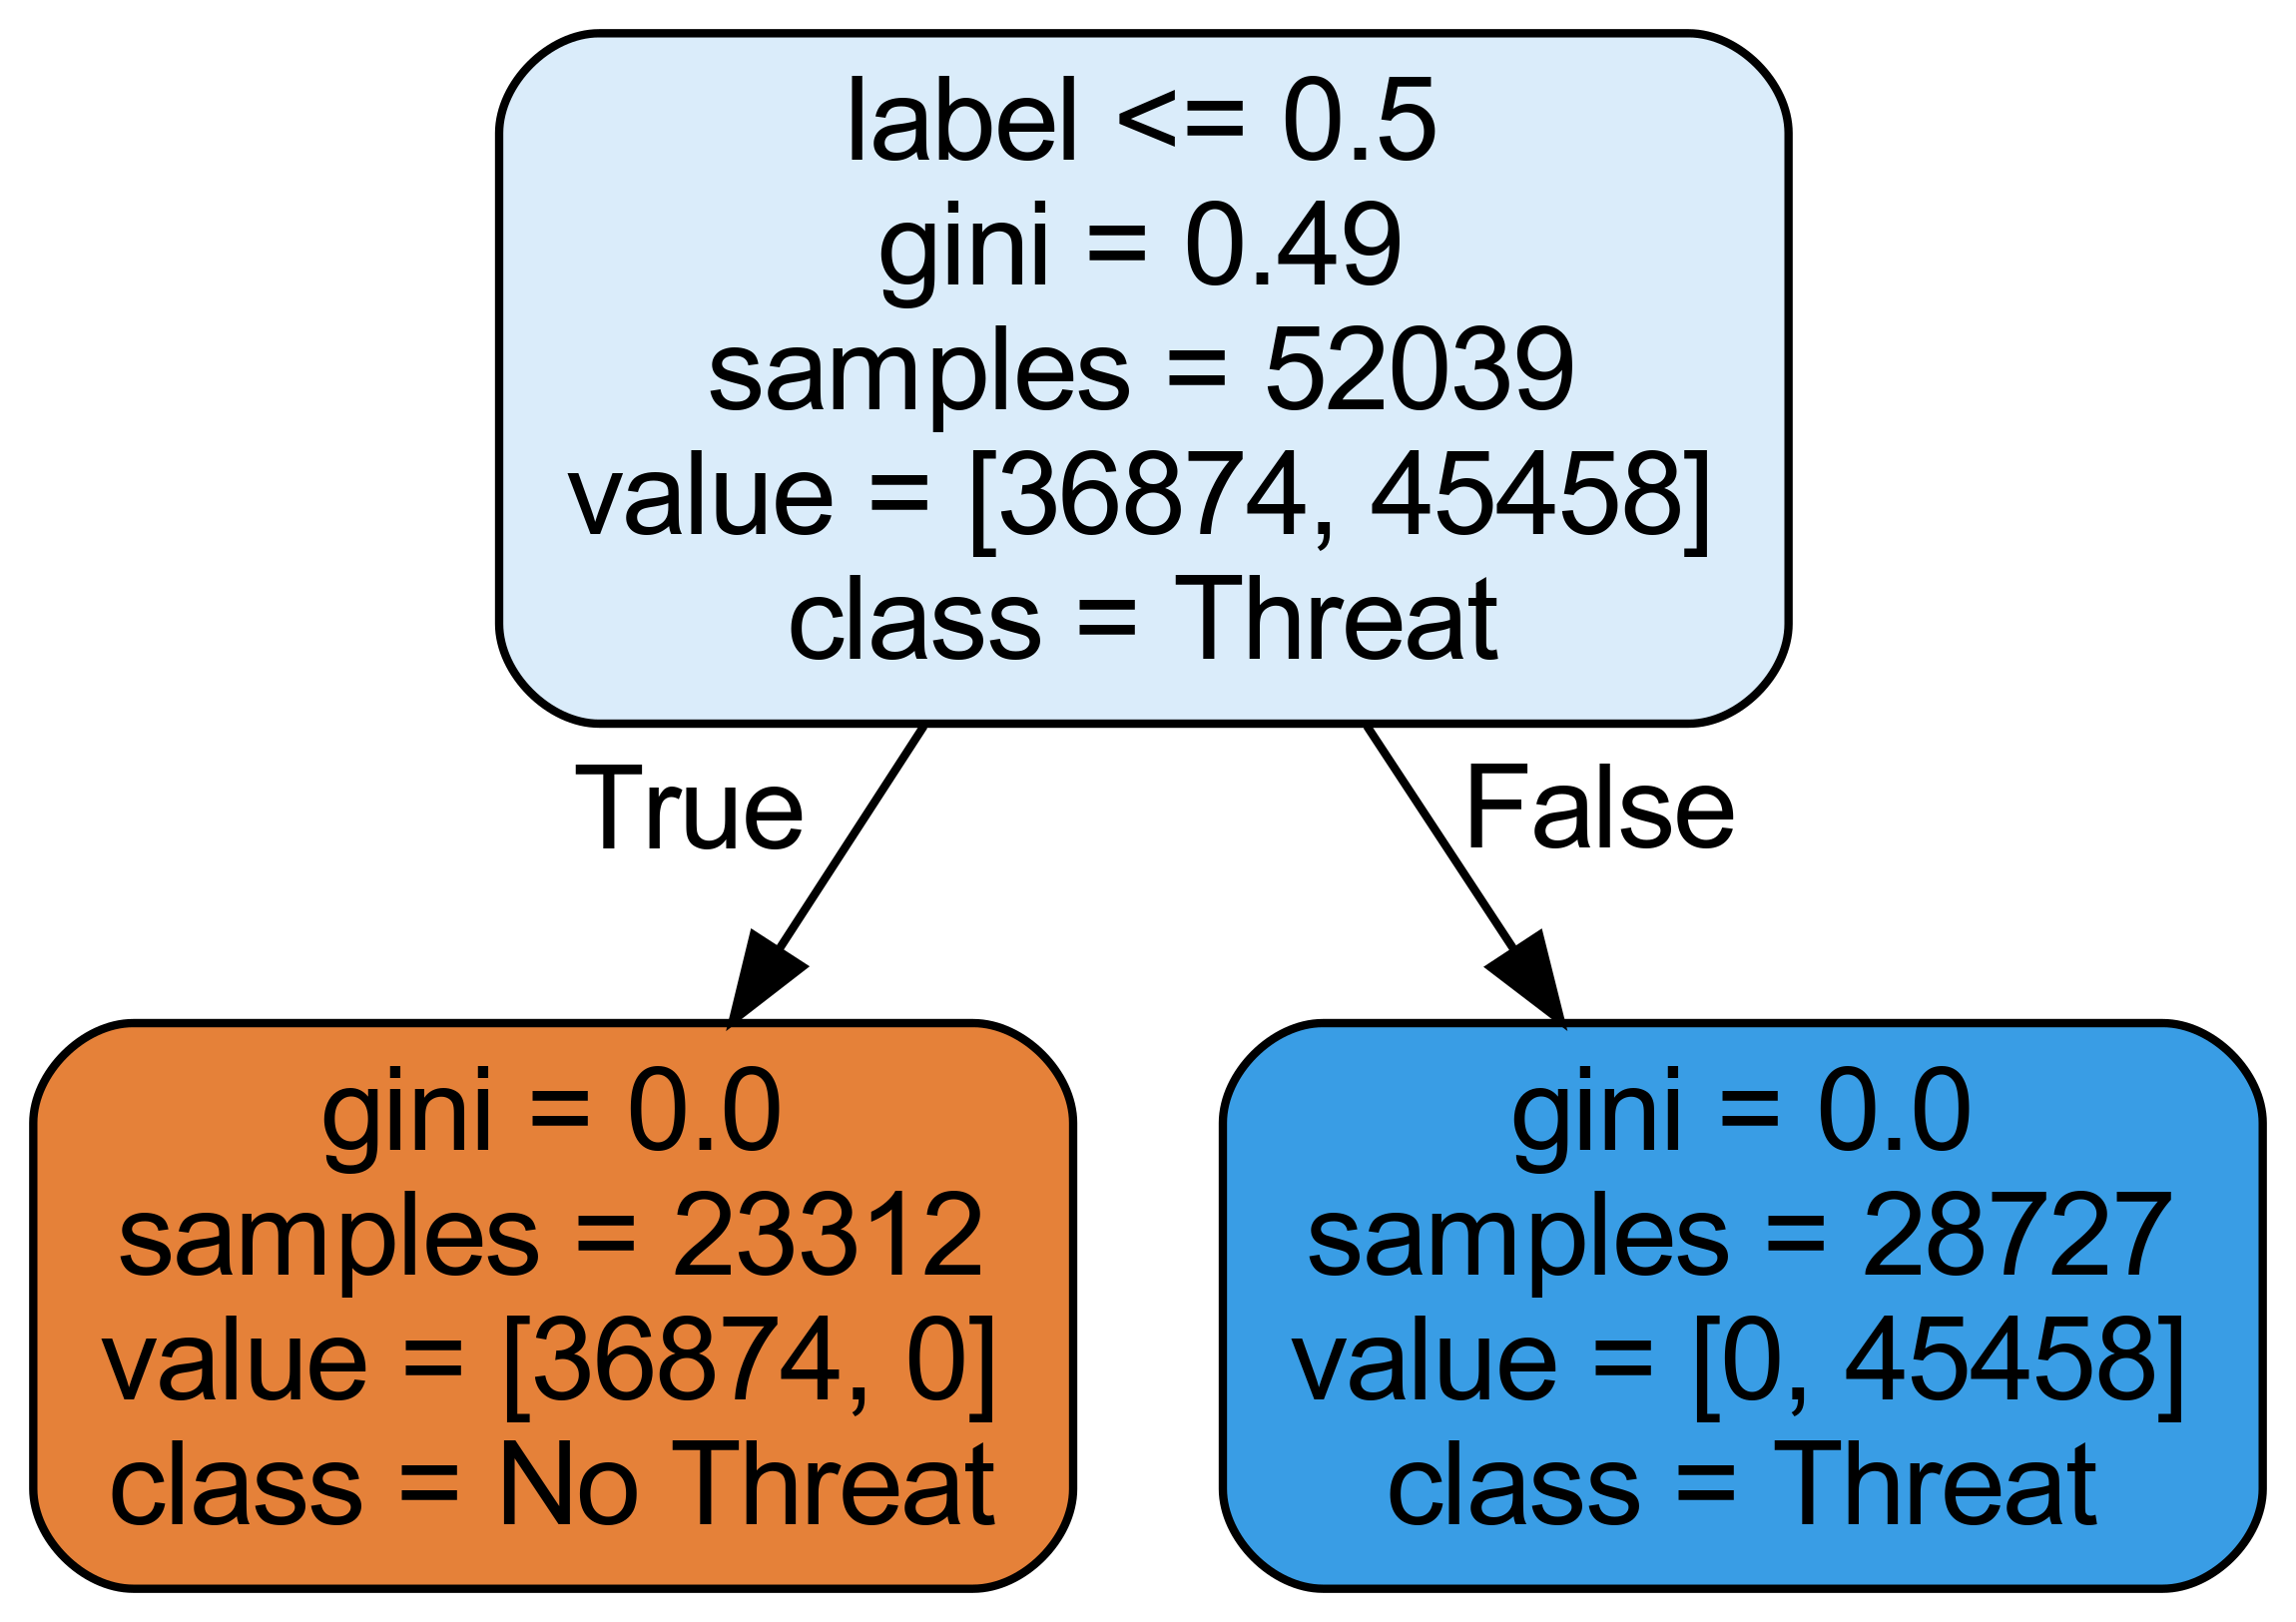 label <= 0.5
gini = 0.49
samples = 52039
value = [36874, 45458]
class = Threat
True
False
gini = 0.0
samples = 23312
value = [36874, 0]
class = No Threat
gini = 0.0
samples = 28727
value = [0, 45458]
class = Threat